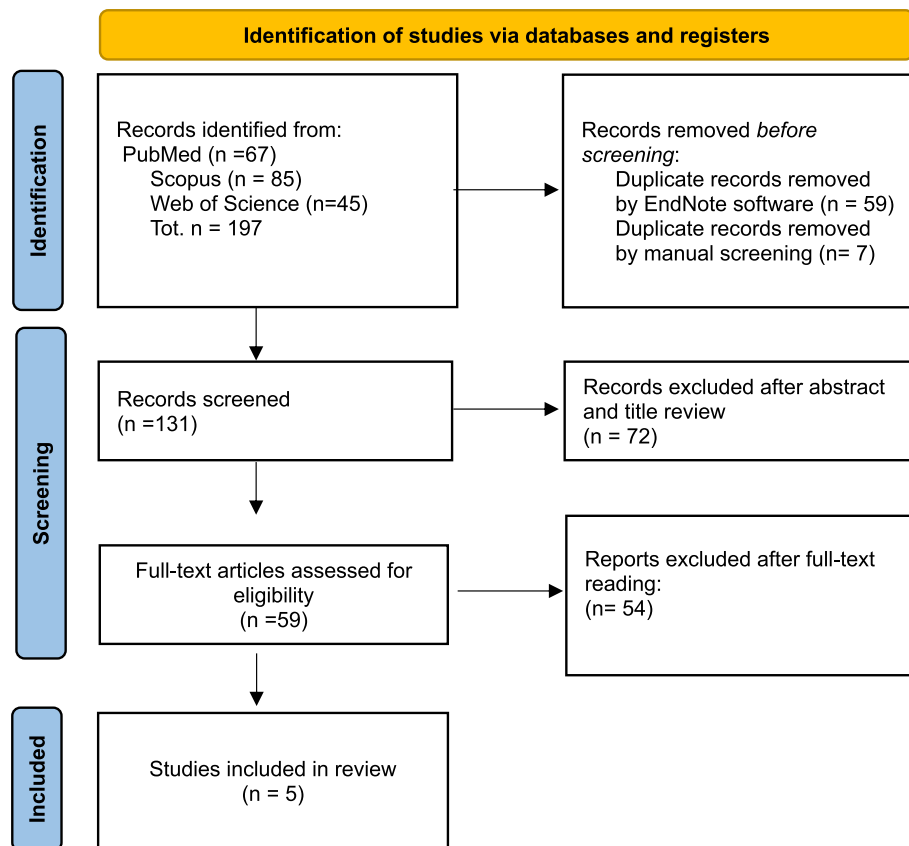 Identification of studies via databases and registers
Identification
Records identified from:
PubMed (n =67)
Scopus (n = 85)
Web of Science (n=45)
Tot. n = 197
Records removed before
screening:
Duplicate records removed
by EndNote software (n = 59)
Duplicate records removed
by manual screening (n= 7)
Screening
Records screened
(n =131)
Records excluded after abstract
and title review
(n = 72)
Full-text articles assessed for
eligibility
(n =59)
Reports excluded after full-text
reading:
(n= 54)
Included
Studies included in review
(n = 5)